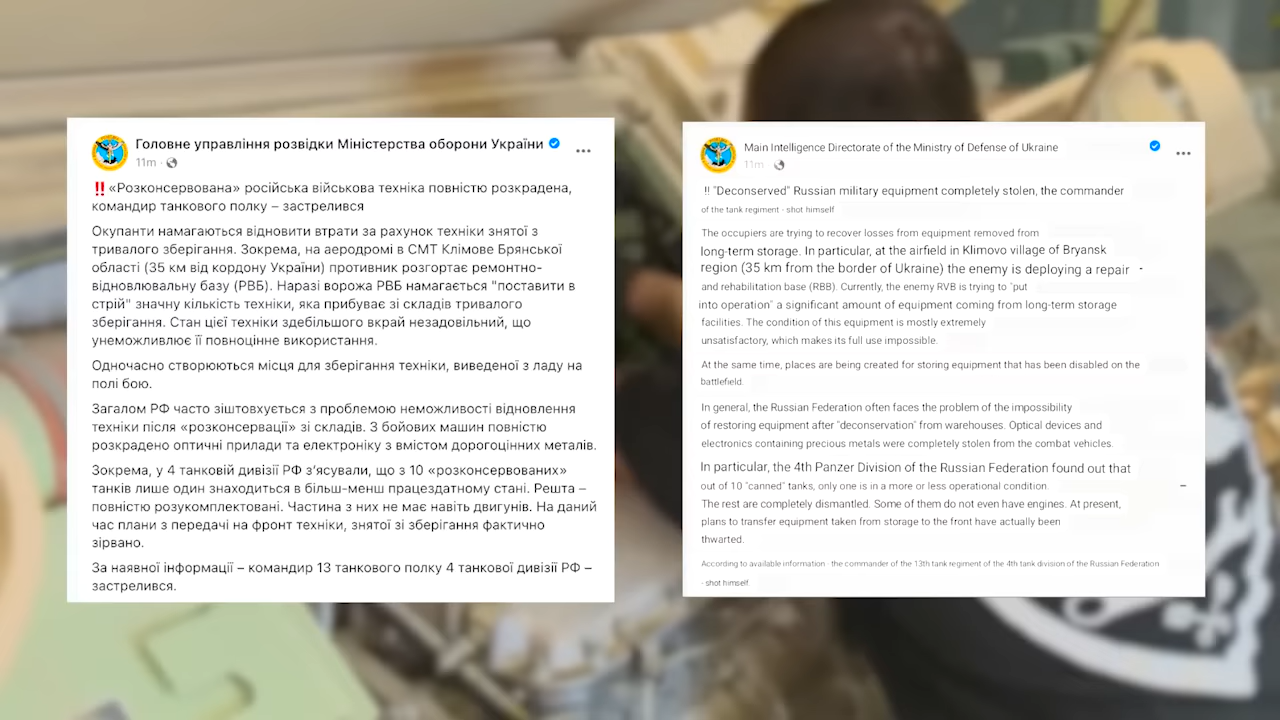 Головне управління розвідки Міністерства оборони України
11m
‼️«Розконсервована» російська військова техніка повністю розкрадена,
командир танкового полку – застрелився
Окупанти намагаються відновити втрати за рахунок техніки знятої з
тривалого зберігання. Зокрема, на аеродромі в СМТ Клімове Брянської
області (35 км від кордону України) противник розгортає ремонтно-
відновлювальну базу (РВБ). Наразі ворожа РВБ намагається "поставити в
стрій" значну кількість техніки, яка прибуває зі складів тривалого
зберігання. Стан цієї техніки здебільшого вкрай незадовільний, що
унеможливлює її повноцінне використання.
Одночасно створюються місця для зберігання техніки, виведеної з ладу на
полі бою.
Загалом РФ часто зіштовхується з проблемою неможливості відновлення
техніки після «розконсервації» зі складів. З бойових машин повністю
розкрадено оптичні прилади та електроніку з вмістом дорогоцінних металів.
Зокрема, у 4 танковій дивізії РФ з’ясували, що з 10 «розконсервованих»
танків лише один знаходиться в більш-менш працездатному стані. Решта –
повністю розукомплектовані. Частина з них не має навіть двигунів. На даний
час плани з передачі на фронт техніки, знятої зі зберігання фактично
зірвано.
За наявної інформації – командир 13 танкового полку 4 танкової дивізії РФ –
застрелився.
Main Intelligence Directorate of the Ministry of Defense of Ukraine
11m
!! "Deconserved" Russian military equipment completely stolen, the commander
of the tank regiment - shot himself
The occupiers are trying to recover losses from equipment removed from
long-term storage. In particular, at the airfield in Klimovo village of Bryansk
region (35 km from the border of Ukraine) the enemy is deploying a repair -
and rehabilitation base (RBB). Currently, the enemy RVB is trying to "put
into operation" a significant amount of equipment coming from long-term storage
facilities. The condition of this equipment is mostly extremely
unsatisfactory, which makes its full use impossible.
At the same time, places are being created for storing equipment that has been disabled on the
battlefield.
In general, the Russian Federation often faces the problem of the impossibility
of restoring equipment after "deconservation" from warehouses. Optical devices and
electronics containing precious metals were completely stolen from the combat vehicles.
In particular, the 4th Panzer Division of the Russian Federation found out that
out of 10 "canned" tanks, only one is in a more or less operational condition. –
The rest are completely dismantled. Some of them do not even have engines. At present,
plans to transfer equipment taken from storage to the front have actually been
thwarted.
According to available information - the commander of the 13th tank regiment of the 4th tank division of the Russian Federation
- shot himself.